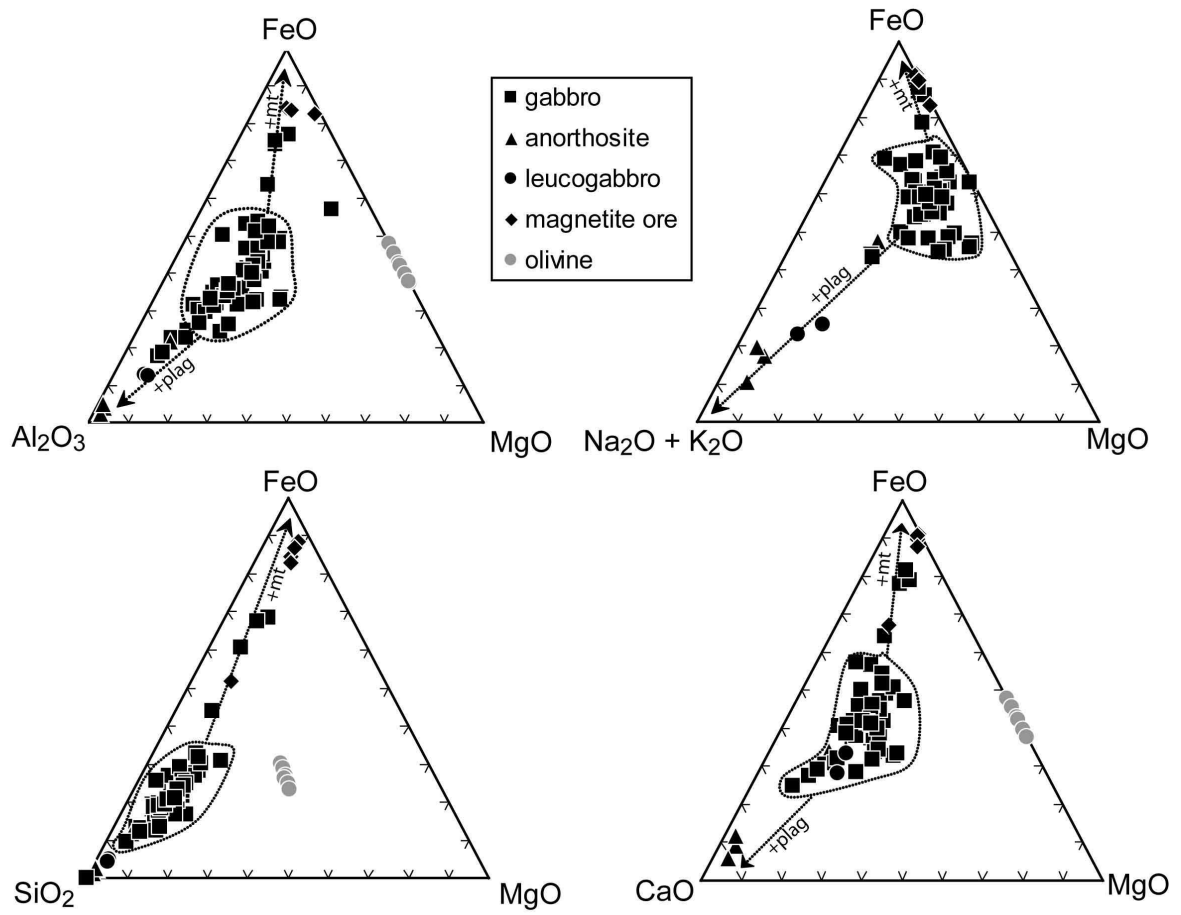 FeO
+mt
+plag
Al₂O₃
MgO
gabbro
anorthosite
leucogabbro
magnetite ore
olivine
FeO
+mt
+plag
Na₂O + K₂O
MgO
FeO
+mt
SiO₂
MgO
FeO
+mt
+plag
CaO
MgO